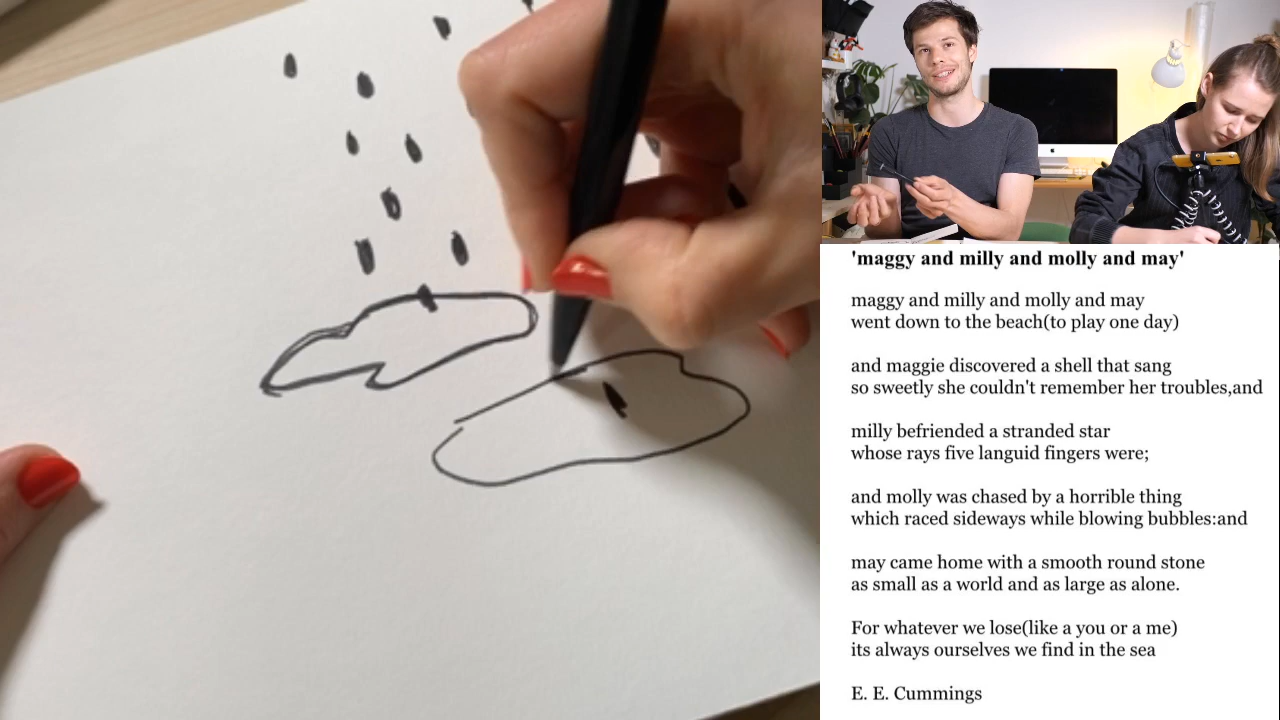 'maggy and milly and molly and may'
maggy and milly and molly and may
went down to the beach(to play one day)
and maggie discovered a shell that sang
so sweetly she couldn't remember her troubles,and
milly befriended a stranded star
whose rays five languid fingers were;
and molly was chased by a horrible thing
which raced sideways while blowing bubbles:and
may came home with a smooth round stone
as small as a world and as large as alone.
For whatever we lose(like a you or a me)
its always ourselves we find in the sea
E. E. Cummings